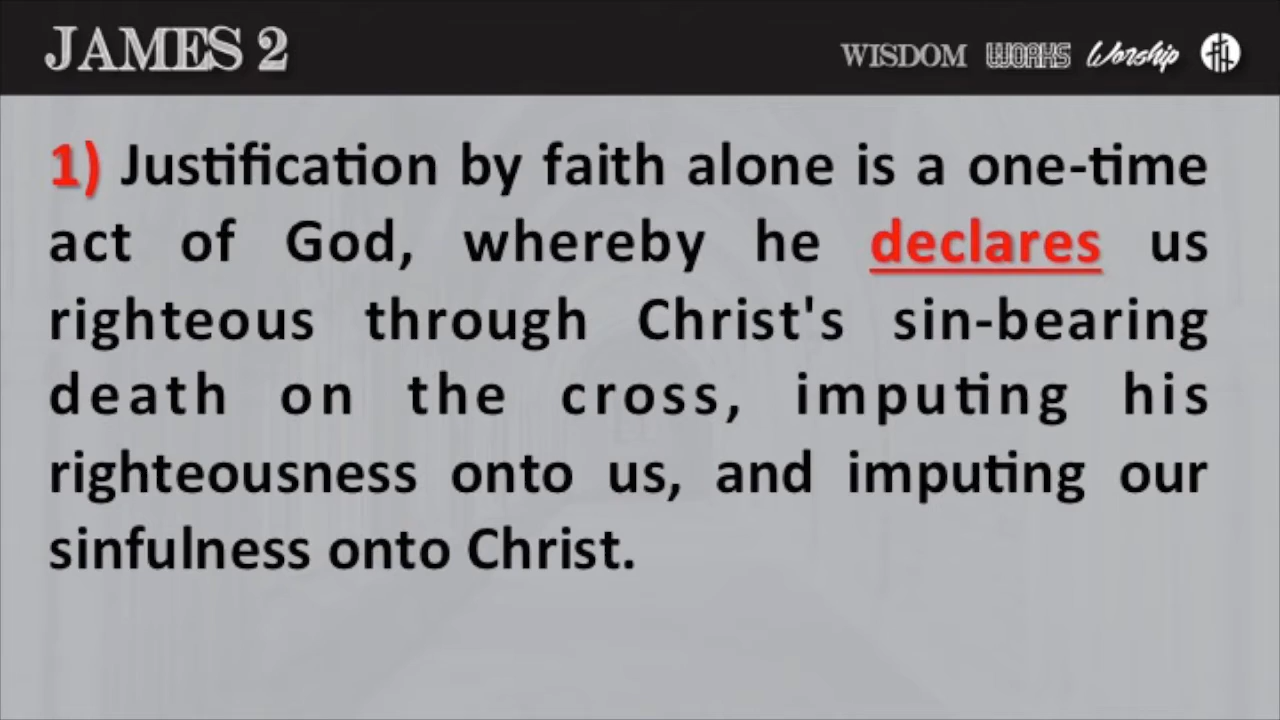 JAMES 2
WISDOM WORKS Worship
1) Justification by faith alone is a one-time
act of God, whereby he declares us
righteous through Christ's sin-bearing
death on the cross, imputing his
righteousness onto us, and imputing our
sinfulness onto Christ.